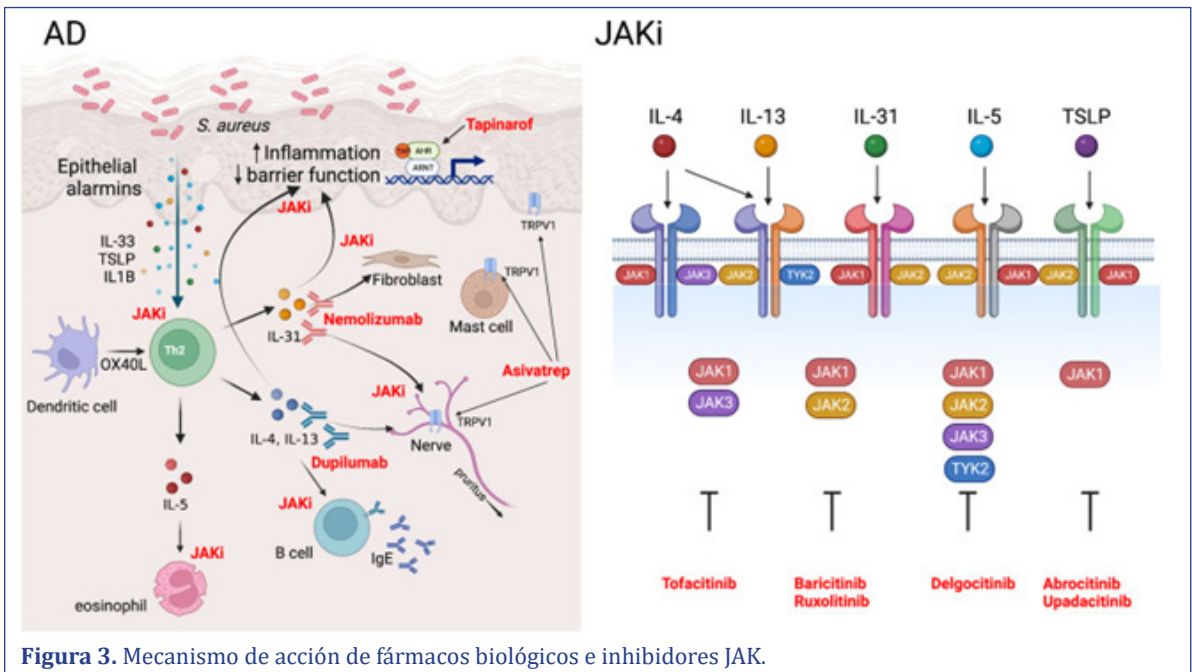 AD
S. aureus
Epithelial
alarmins
↑ Inflammation
↓ barrier function
Tapinarof
AHR
ARNT
JAKi
JAKi
TRPV1
IL-33
TSLP
IL1B
Fibroblast
TRPV1
Mast cell
JAKi
Th2
OX40L
Dendritic cell
IL-31
Nemolizumab
Asivatrep
JAKi
TRPV1
Nerve
pruritus
IL-4, IL-13
Dupilumab
IL-5
JAKi
B cell
IgE
JAKi
eosinophil
JAKi
IL-4 IL-13 IL-31 IL-5 TSLP
JAK1 JAK3 JAK2 TYK2 JAK1 JAK2 JAK2 JAK1 JAK2 JAK1
JAK1 JAK1 JAK1 JAK1
JAK3 JAK2 JAK2
JAK3
TYK2
Tofacitinib Baricitinib Delgocitinib Abrocitinib
Ruxolitinib Upadacitinib
Figura 3. Mecanismo de acción de fármacos biológicos e inhibidores JAK.